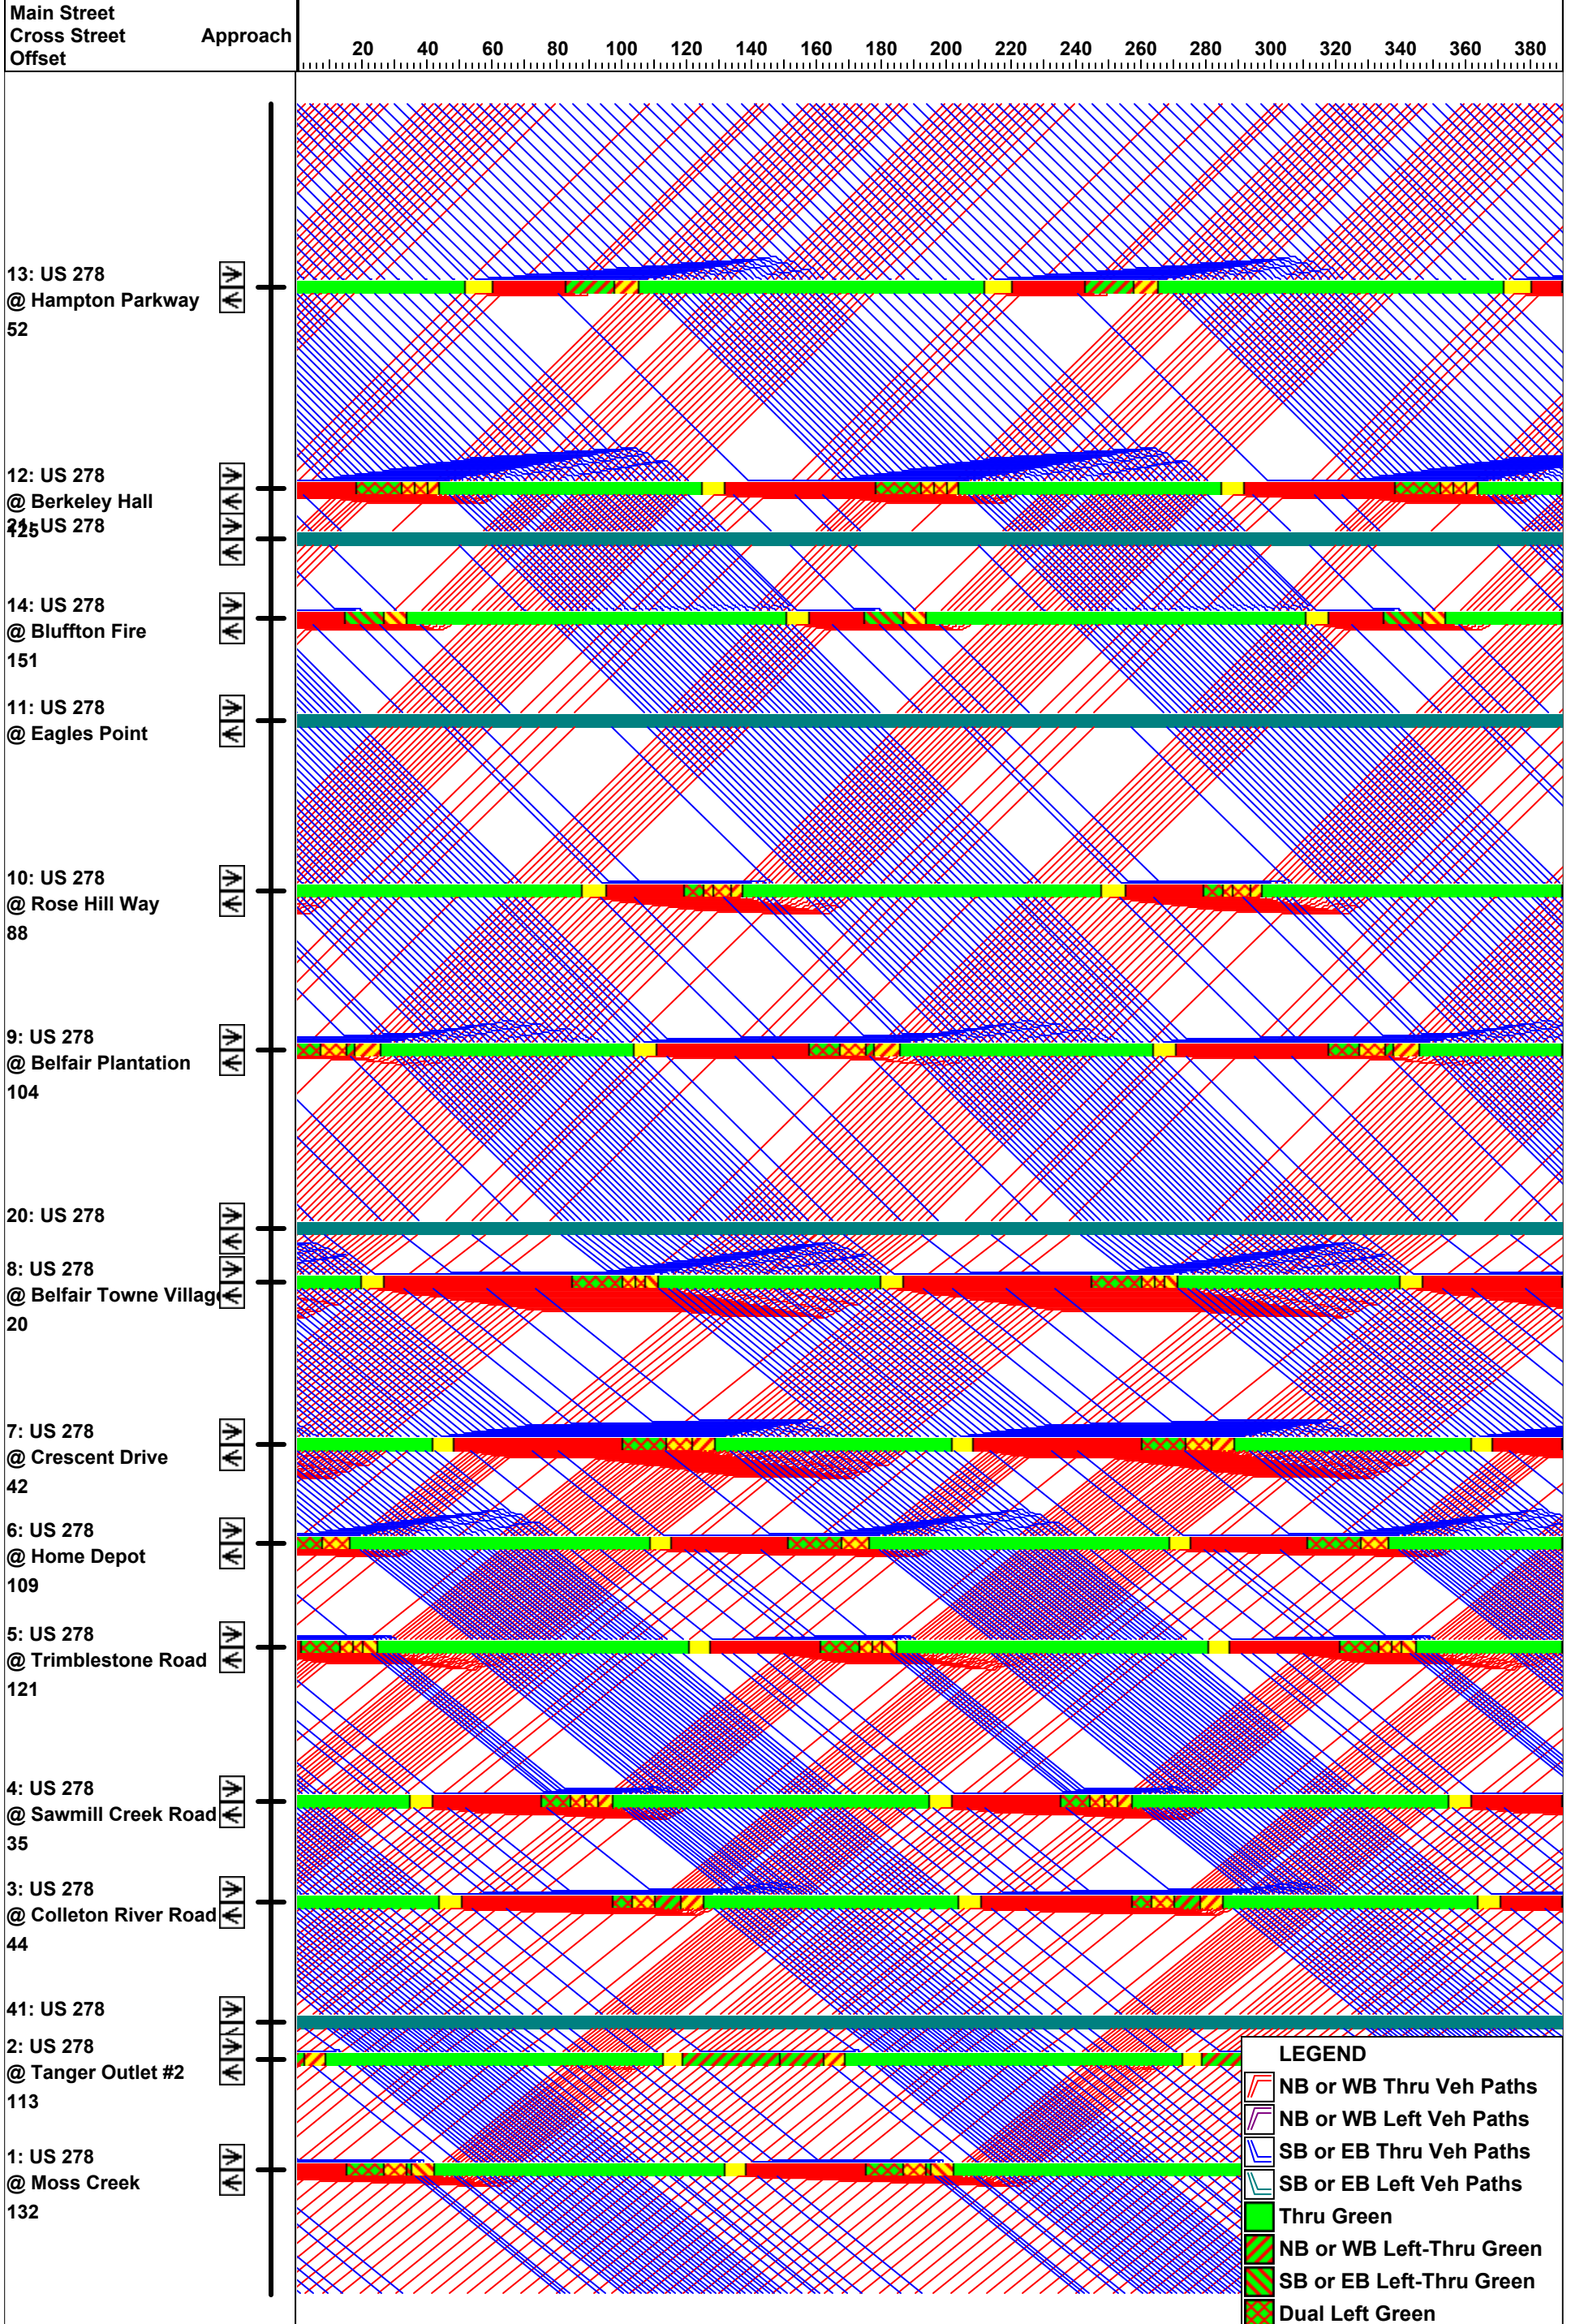 Main Street
Cross Street Approach
Offset
20 40 60 80 100 120 140 160 180 200 220 240 260 280 300 320 340 360 380
13: US 278
@ Hampton Parkway
52
12: US 278
@ Berkeley Hall
425
21: US 278
14: US 278
@ Bluffton Fire
151
11: US 278
@ Eagles Point
10: US 278
@ Rose Hill Way
88
9: US 278
@ Belfair Plantation
104
20: US 278
8: US 278
@ Belfair Towne Village
20
7: US 278
@ Crescent Drive
42
6: US 278
@ Home Depot
109
5: US 278
@ Trimblestone Road
121
4: US 278
@ Sawmill Creek Road
35
3: US 278
@ Colleton River Road
44
41: US 278
2: US 278
@ Tanger Outlet #2
113
1: US 278
@ Moss Creek
132
LEGEND
NB or WB Thru Veh Paths
NB or WB Left Veh Paths
SB or EB Thru Veh Paths
SB or EB Left Veh Paths
Thru Green
NB or WB Left-Thru Green
SB or EB Left-Thru Green
Dual Left Green